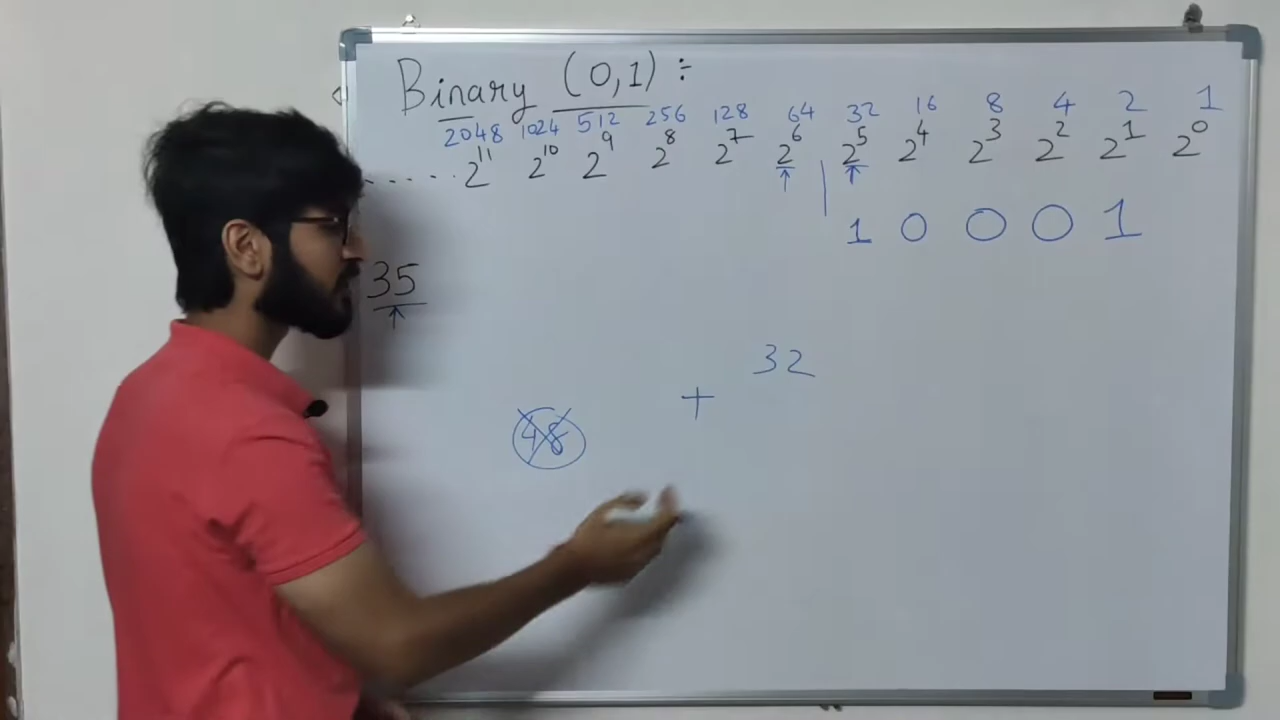 Binary (0,1) :
2048 1024 512 256 128 64 32 16 8 4 2 1
..... 2^11 2^10 2^9 2^8 2^7 2^6 2^5 2^4 2^3 2^2 2^1 2^0
1 0 0 0 1
35
32
+
48